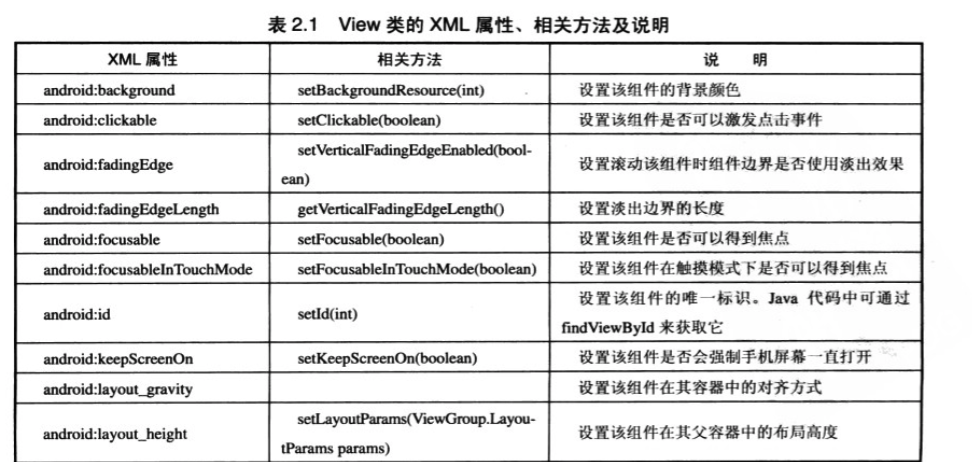 表 2.1 View 类的 XML 属性、相关方法及说明
XML 属性 相关方法 说 明
android:background setBackgroundResource(int) 设置该组件的背景颜色
android:clickable setClickable(boolean) 设置该组件是否可以激发点击事件
android:fadingEdge setVerticalFadingEdgeEnabled(bool-
ean) 设置滚动该组件时组件边界是否使用淡出效果
android:fadingEdgeLength getVerticalFadingEdgeLength() 设置淡出边界的长度
android:focusable setFocusable(boolean) 设置该组件是否可以得到焦点
android:focusableInTouchMode setFocusableInTouchMode(boolean) 设置该组件在触摸模式下是否可以得到焦点
android:id setId(int) 设置该组件的唯一标识。Java 代码中可通过
findViewById 来获取它
android:keepScreenOn setKeepScreenOn(boolean) 设置该组件是否会强制手机屏幕一直打开
android:layout_gravity 设置该组件在其容器中的对齐方式
android:layout_height setLayoutParams(ViewGroup.Layou-
tParams params) 设置该组件在其父容器中的布局高度